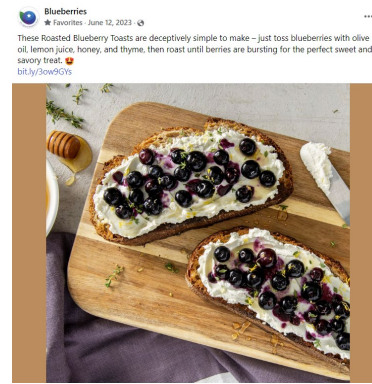 Blueberries
Favorites · June 12, 2023 ·
These Roasted Blueberry Toasts are deceptively simple to make – just toss blueberries with olive
oil, lemon juice, honey, and thyme, then roast until berries are bursting for the perfect sweet and
savory treat. 🤩
bit.ly/3ow9GYs